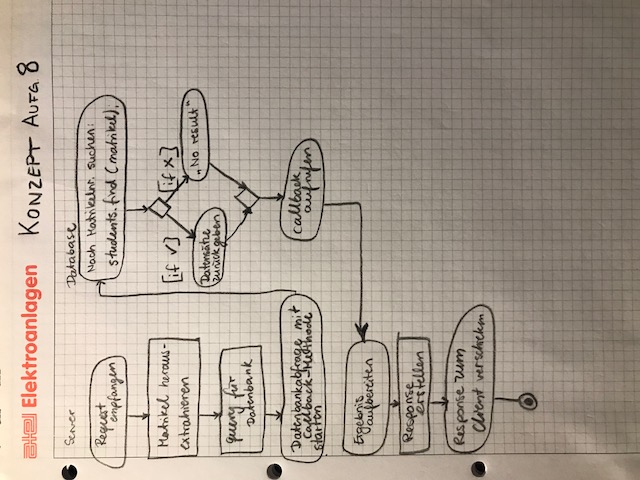 atel Elektroanlagen KONZEPT AUFG 8
Server
Request
empfangen
Matrikel heraus-
extrahieren
query für
Datenbank
Datenbankabfrage mit
Callback-Methode
starten
Database
Nach Matrikelnr. suchen:
students.find(matrikel);
[if ✓]
[if x]
Datensätze
zurückgeben
„No result"
callback
aufrufen
Ergebnis
aufbereiten
Response
erstellen
Response zum
Client verschicken